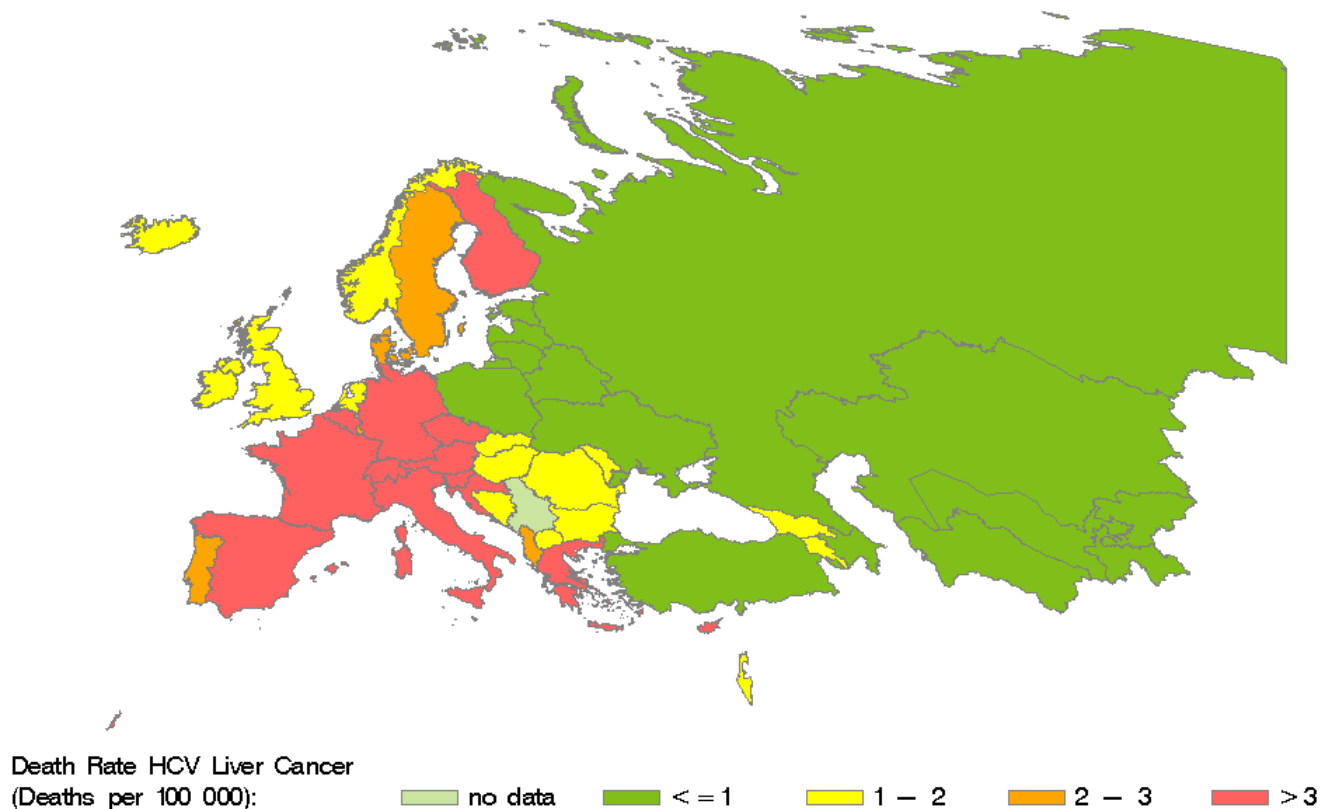 Death Rate HCV Liver Cancer
(Deaths per 100 000): no data <=1 1 – 2 2 – 3 >3